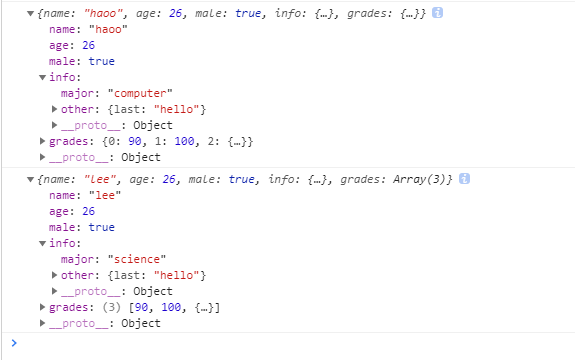 {name: "haoo", age: 26, male: true, info: {…}, grades: {…}}
name: "haoo"
age: 26
male: true
info:
major: "computer"
other: {last: "hello"}
__proto__: Object
grades: {0: 90, 1: 100, 2: {…}}
__proto__: Object
{name: "lee", age: 26, male: true, info: {…}, grades: Array(3)}
name: "lee"
age: 26
male: true
info:
major: "science"
other: {last: "hello"}
__proto__: Object
grades: (3) [90, 100, {…}]
__proto__: Object